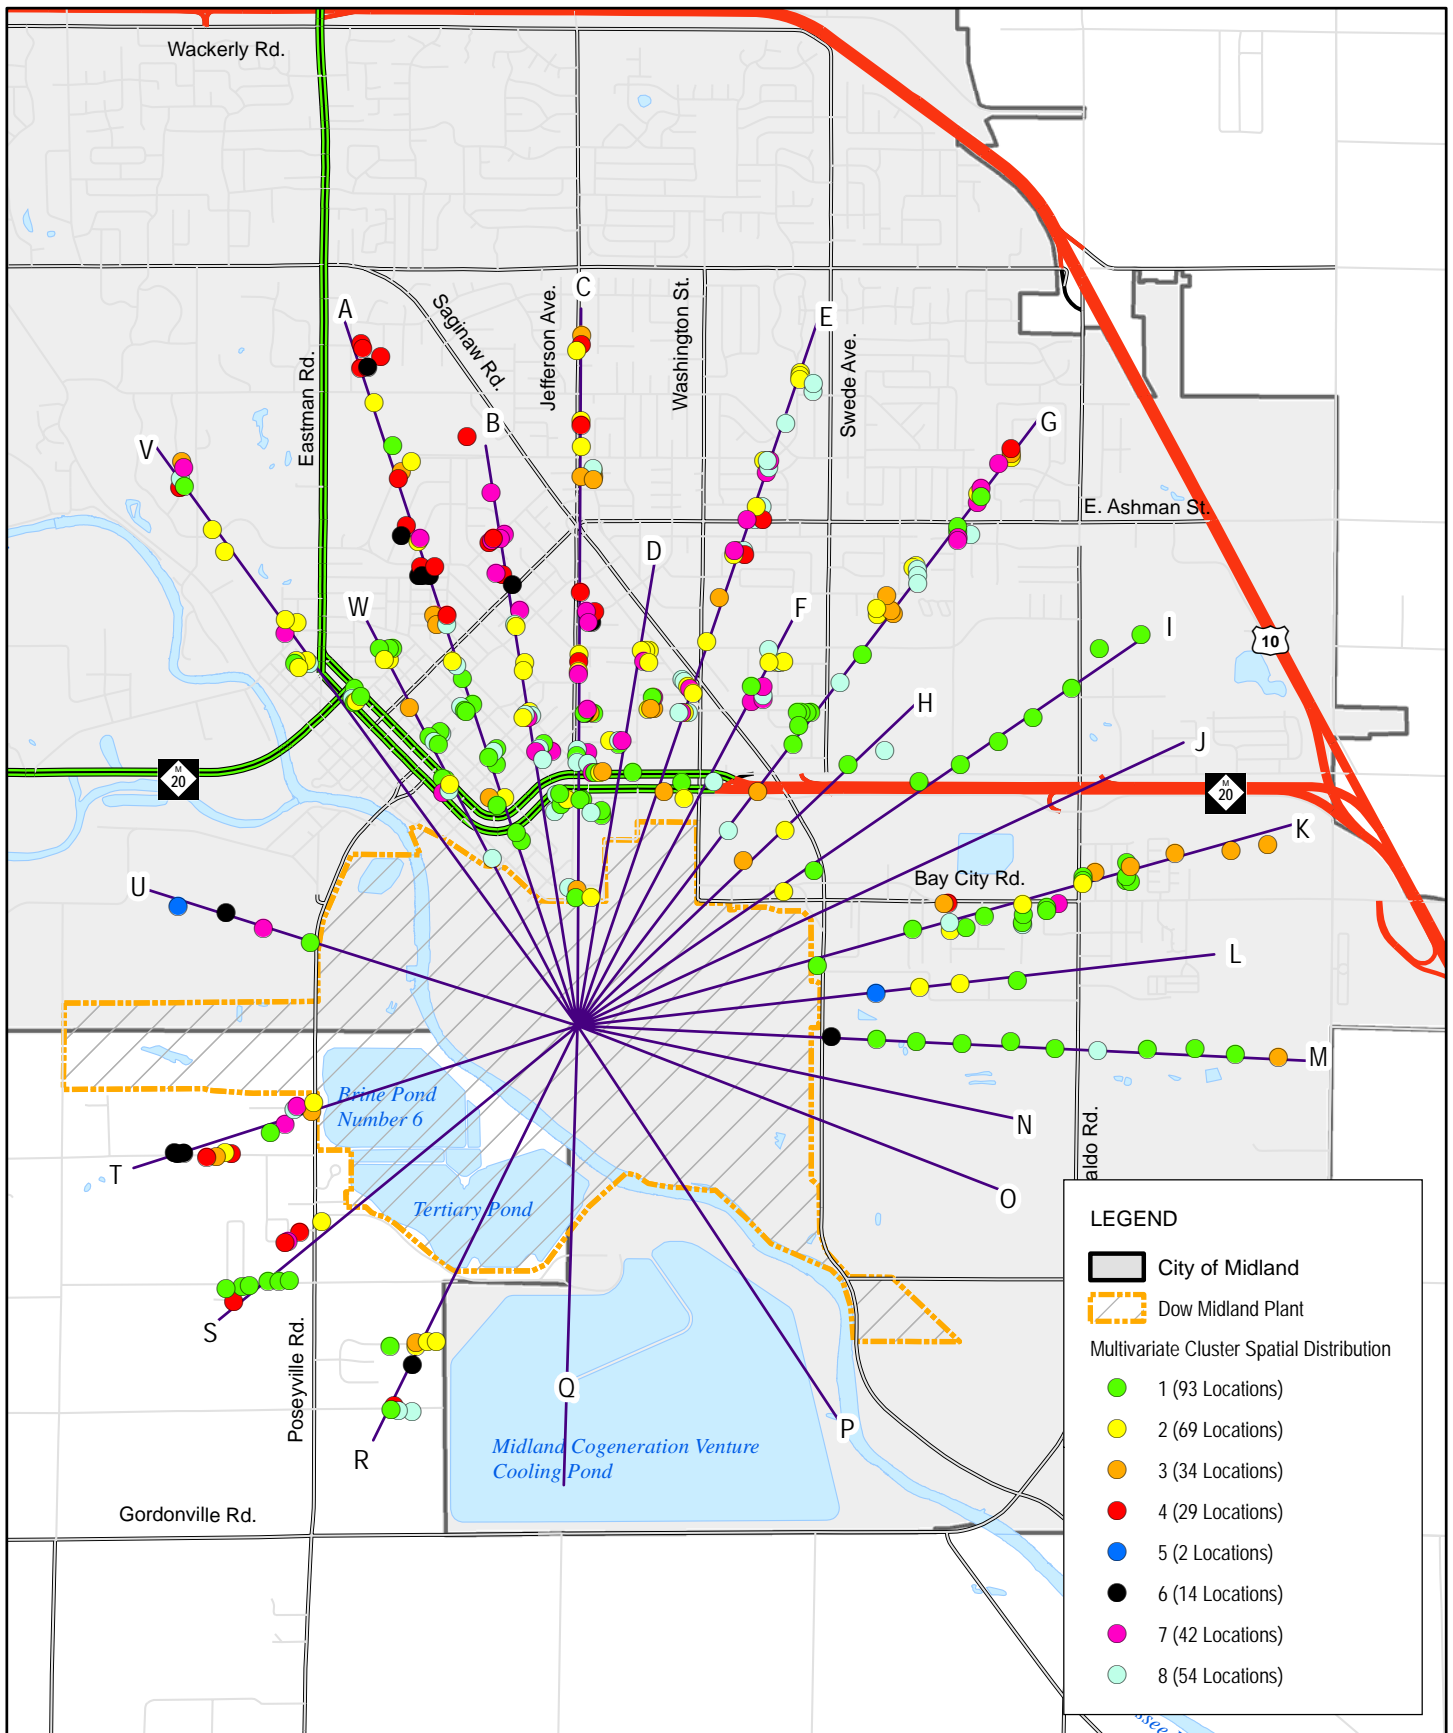 Wackerly Rd.
C
A
E
Saginaw Rd.
Jefferson Ave.
Washington St.
Swede Ave.
Eastman Rd.
B
G
V
E. Ashman St.
D
W
F
I
10
H
J
M
20
M
20
K
Bay City Rd.
U
L
M
Brine Pond
Number 6
N
T
aldo Rd.
O
Tertiary Pond
S
Poseyville Rd.
Q
P
R
Midland Cogeneration Venture
Cooling Pond
Gordonville Rd.
LEGEND
City of Midland
Dow Midland Plant
Multivariate Cluster Spatial Distribution
1 (93 Locations)
2 (69 Locations)
3 (34 Locations)
4 (29 Locations)
5 (2 Locations)
6 (14 Locations)
7 (42 Locations)
8 (54 Locations)